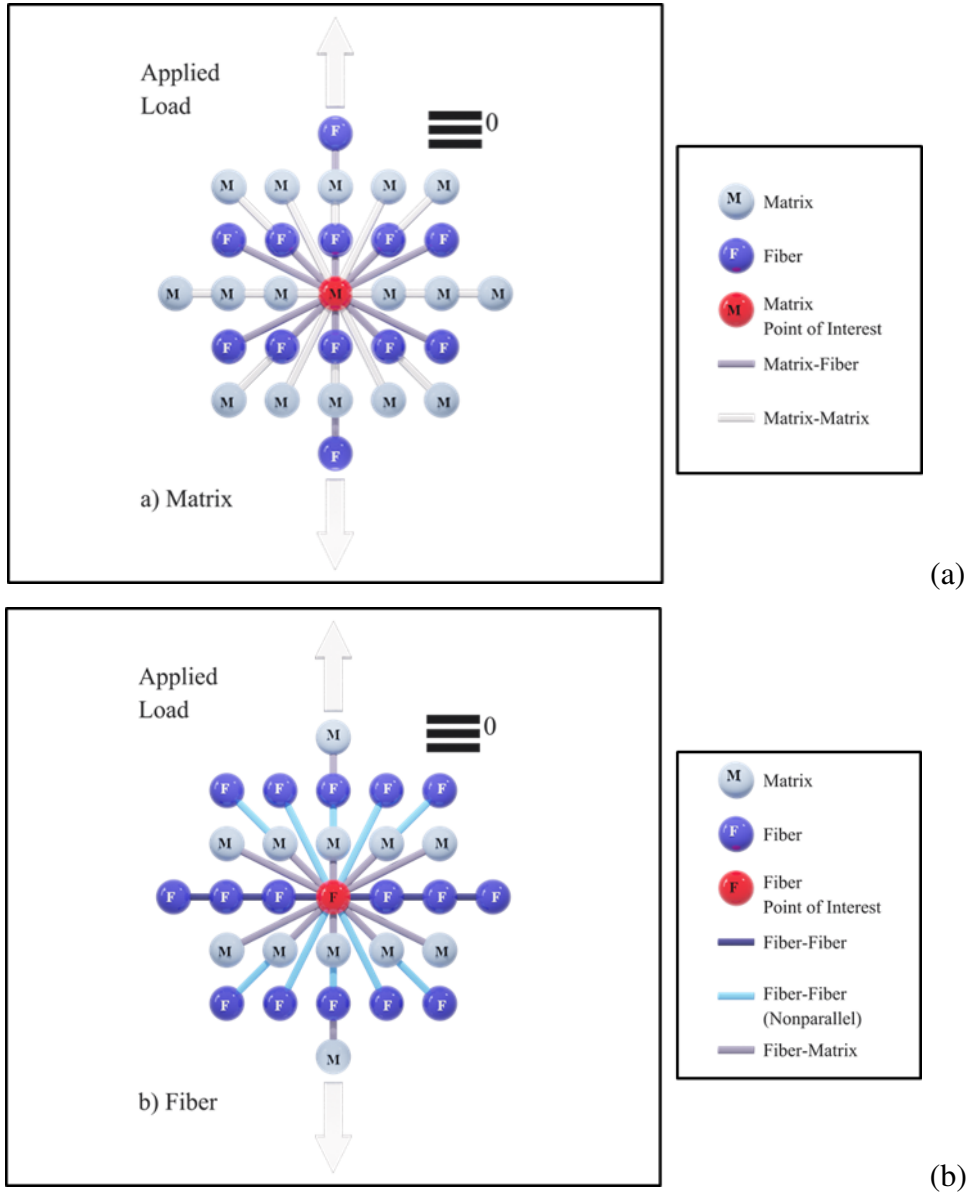 Applied
Load
0
F
M M M M M
F F F F F
M M M M M M M
F F F F F
M M M M M
F
a) Matrix
M Matrix
F Fiber
M Matrix
Point of Interest
Matrix-Fiber
Matrix-Matrix
(a)
Applied
Load
0
M
F F F F F
M M M M M
F F F F F F F
M M M M M
F F F F F
M
b) Fiber
M Matrix
F Fiber
F Fiber
Point of Interest
Fiber-Fiber
Fiber-Fiber
(Nonparallel)
Fiber-Matrix
(b)